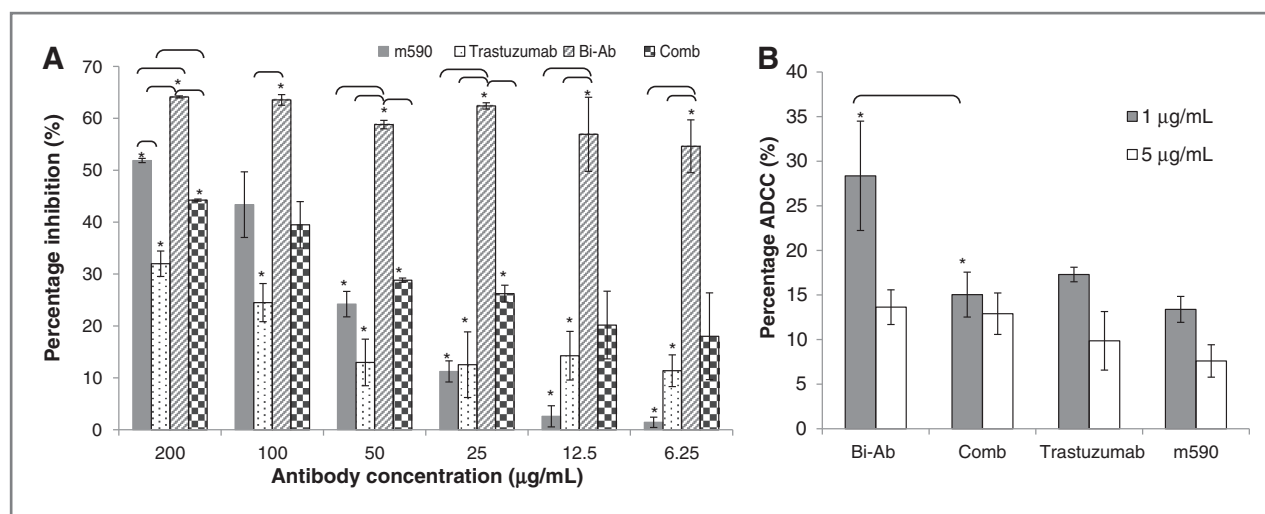 A
m590 Trastuzumab Bi-Ab Comb
Percentage inhibition (%)
70
60
50
40
30
20
10
0
* * * *
* *
* * * *
* * *
* * *
* * *
200 100 50 25 12.5 6.25
Antibody concentration (μg/mL)
B
Percentage ADCC (%)
40
35
30
25
20
15
10
5
0
* *
1 μg/mL
5 μg/mL
Bi-Ab Comb Trastuzumab m590